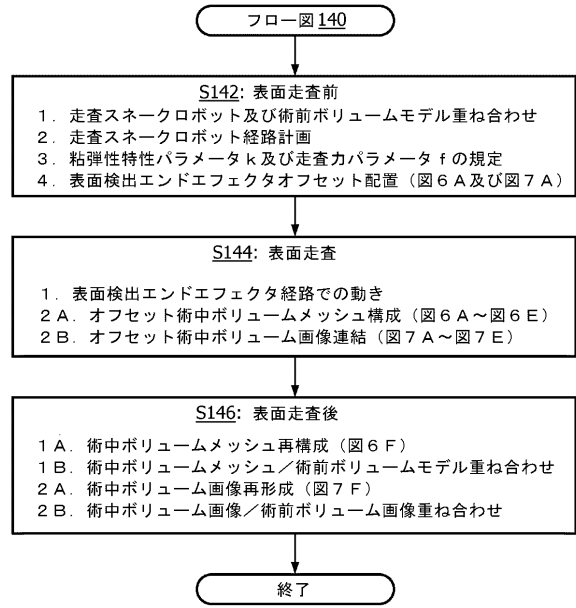 フロー図140
S142: 表面走査前
1. 走査スネークロボット及び術前ボリュームモデル重ね合わせ
2. 走査スネークロボット経路計画
3. 粘弾性特性パラメータk及び走査力パラメータfの規定
4. 表面検出エンドエフェクタオフセット配置(図6A及び図7A)
S144: 表面走査
1. 表面検出エンドエフェクタ経路での動き
2A. オフセット術中ボリュームメッシュ構成(図6A~図6E)
2B. オフセット術中ボリューム画像連結(図7A~図7E)
S146: 表面走査後
1A. 術中ボリュームメッシュ再構成(図6F)
1B. 術中ボリュームメッシュ/術前ボリュームモデル重ね合わせ
2A. 術中ボリューム画像再形成(図7F)
2B. 術中ボリューム画像/術前ボリューム画像重ね合わせ
終了